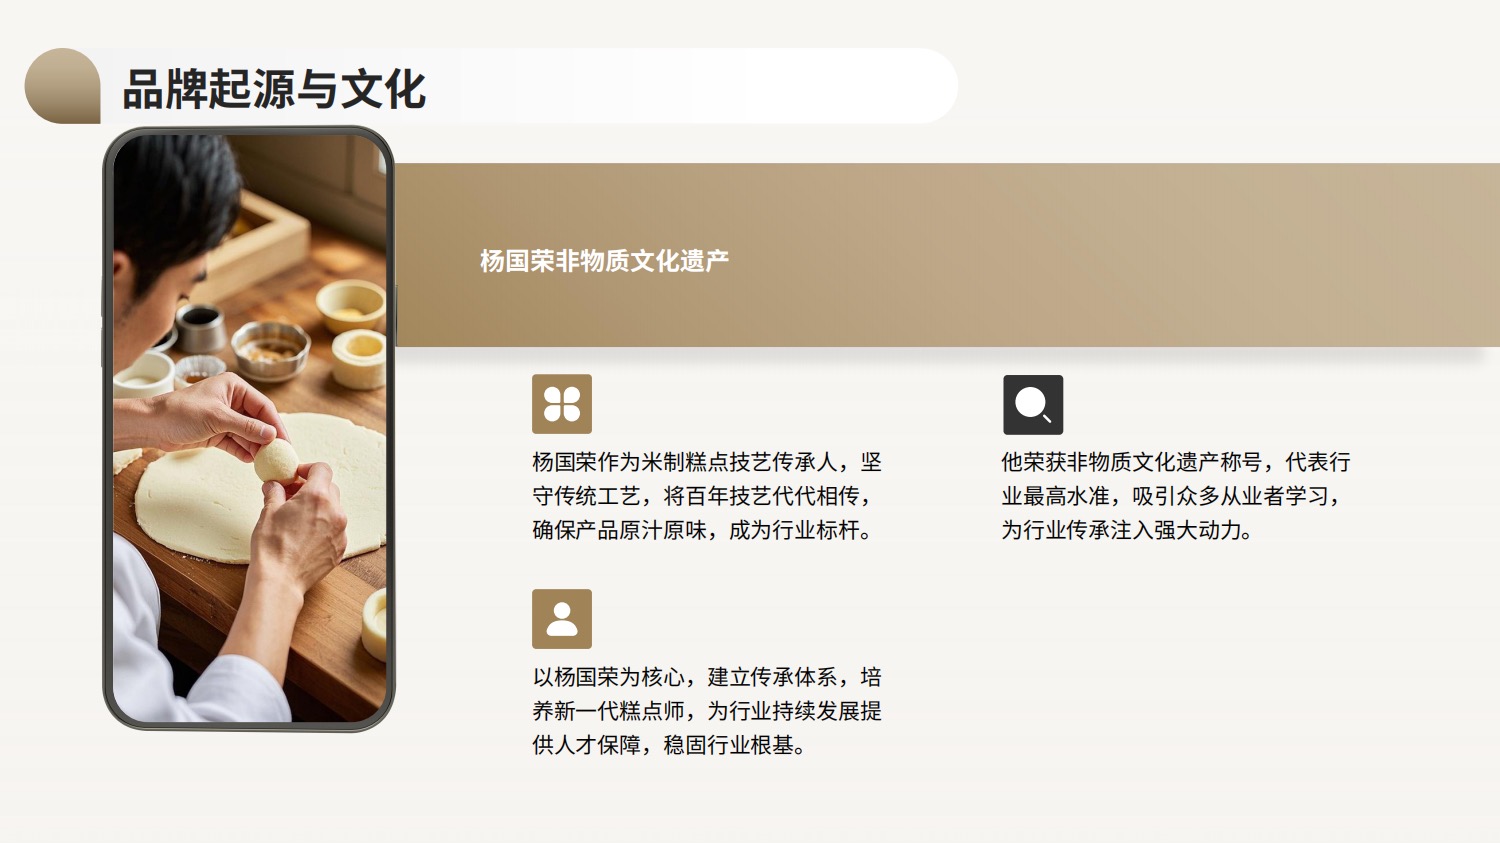 品牌起源与文化
杨国荣非物质文化遗产
杨国荣作为米制糕点技艺传承人，坚
守传统工艺，将百年技艺代代相传，
确保产品原汁原味，成为行业标杆。
他荣获非物质文化遗产称号，代表行
业最高水准，吸引众多从业者学习，
为行业传承注入强大动力。
以杨国荣为核心，建立传承体系，培
养新一代糕点师，为行业持续发展提
供人才保障，稳固行业根基。